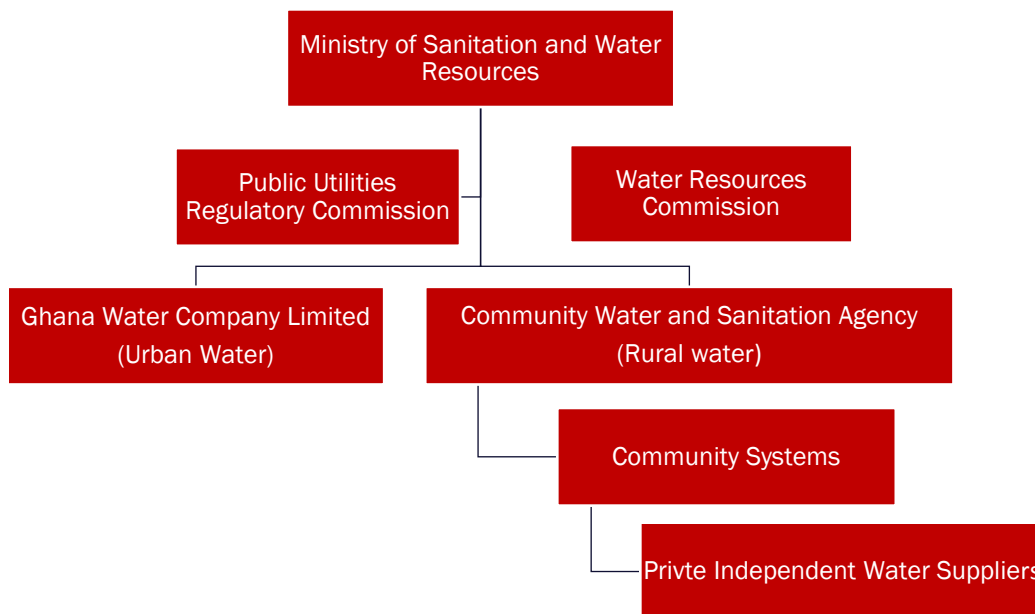 Ministry of Sanitation and Water
Resources
Public Utilities
Regulatory Commission
Water Resources
Commission
Ghana Water Company Limited
(Urban Water)
Community Water and Sanitation Agency
(Rural water)
Community Systems
Privte Independent Water Suppliers